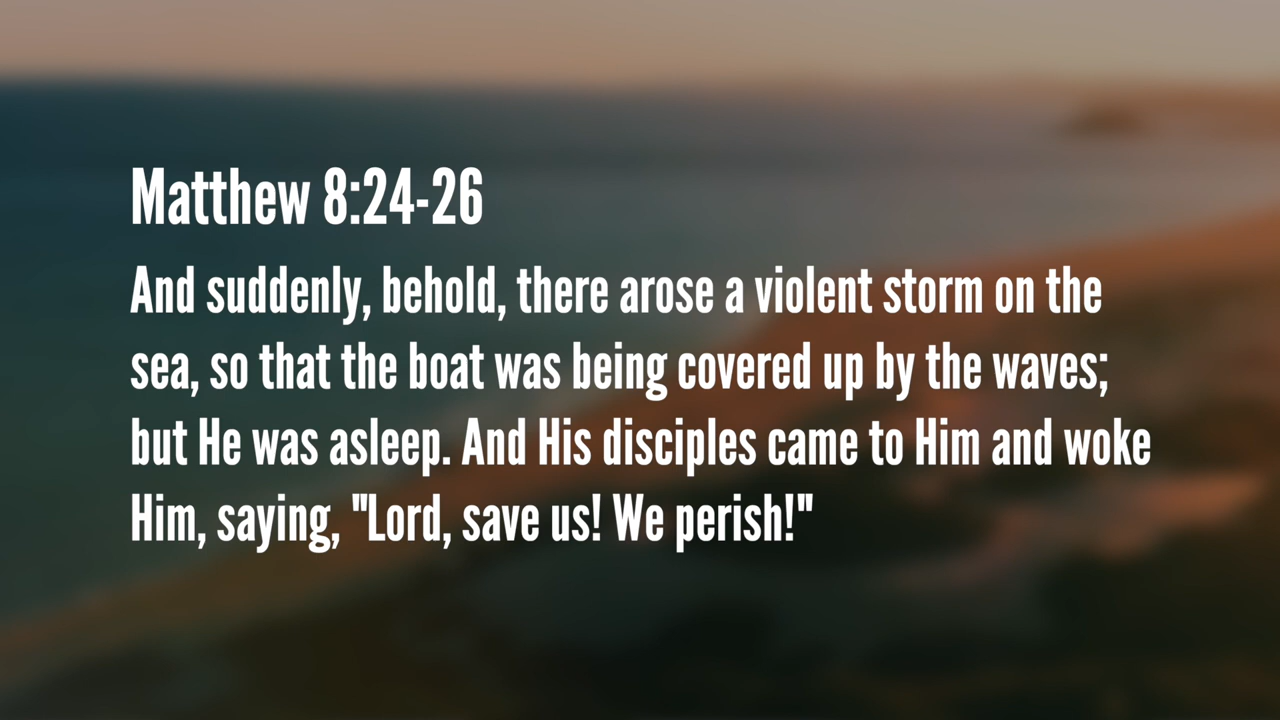 Matthew 8:24-26
And suddenly, behold, there arose a violent storm on the
sea, so that the boat was being covered up by the waves;
but He was asleep. And His disciples came to Him and woke
Him, saying, "Lord, save us! We perish!"